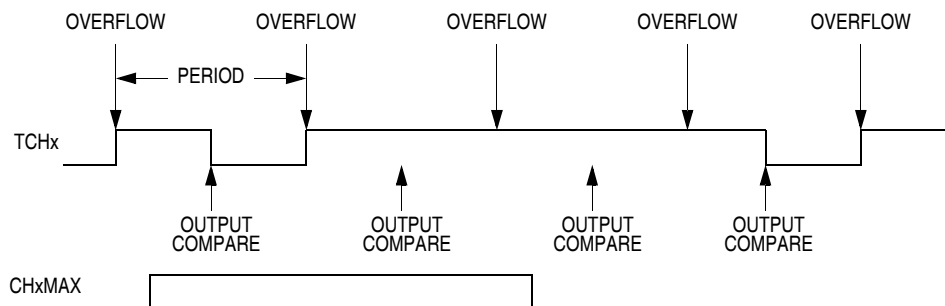 OVERFLOW OVERFLOW OVERFLOW OVERFLOW OVERFLOW
PERIOD
TCHx
OUTPUT COMPARE
OUTPUT COMPARE
OUTPUT COMPARE
OUTPUT COMPARE
CHxMAX